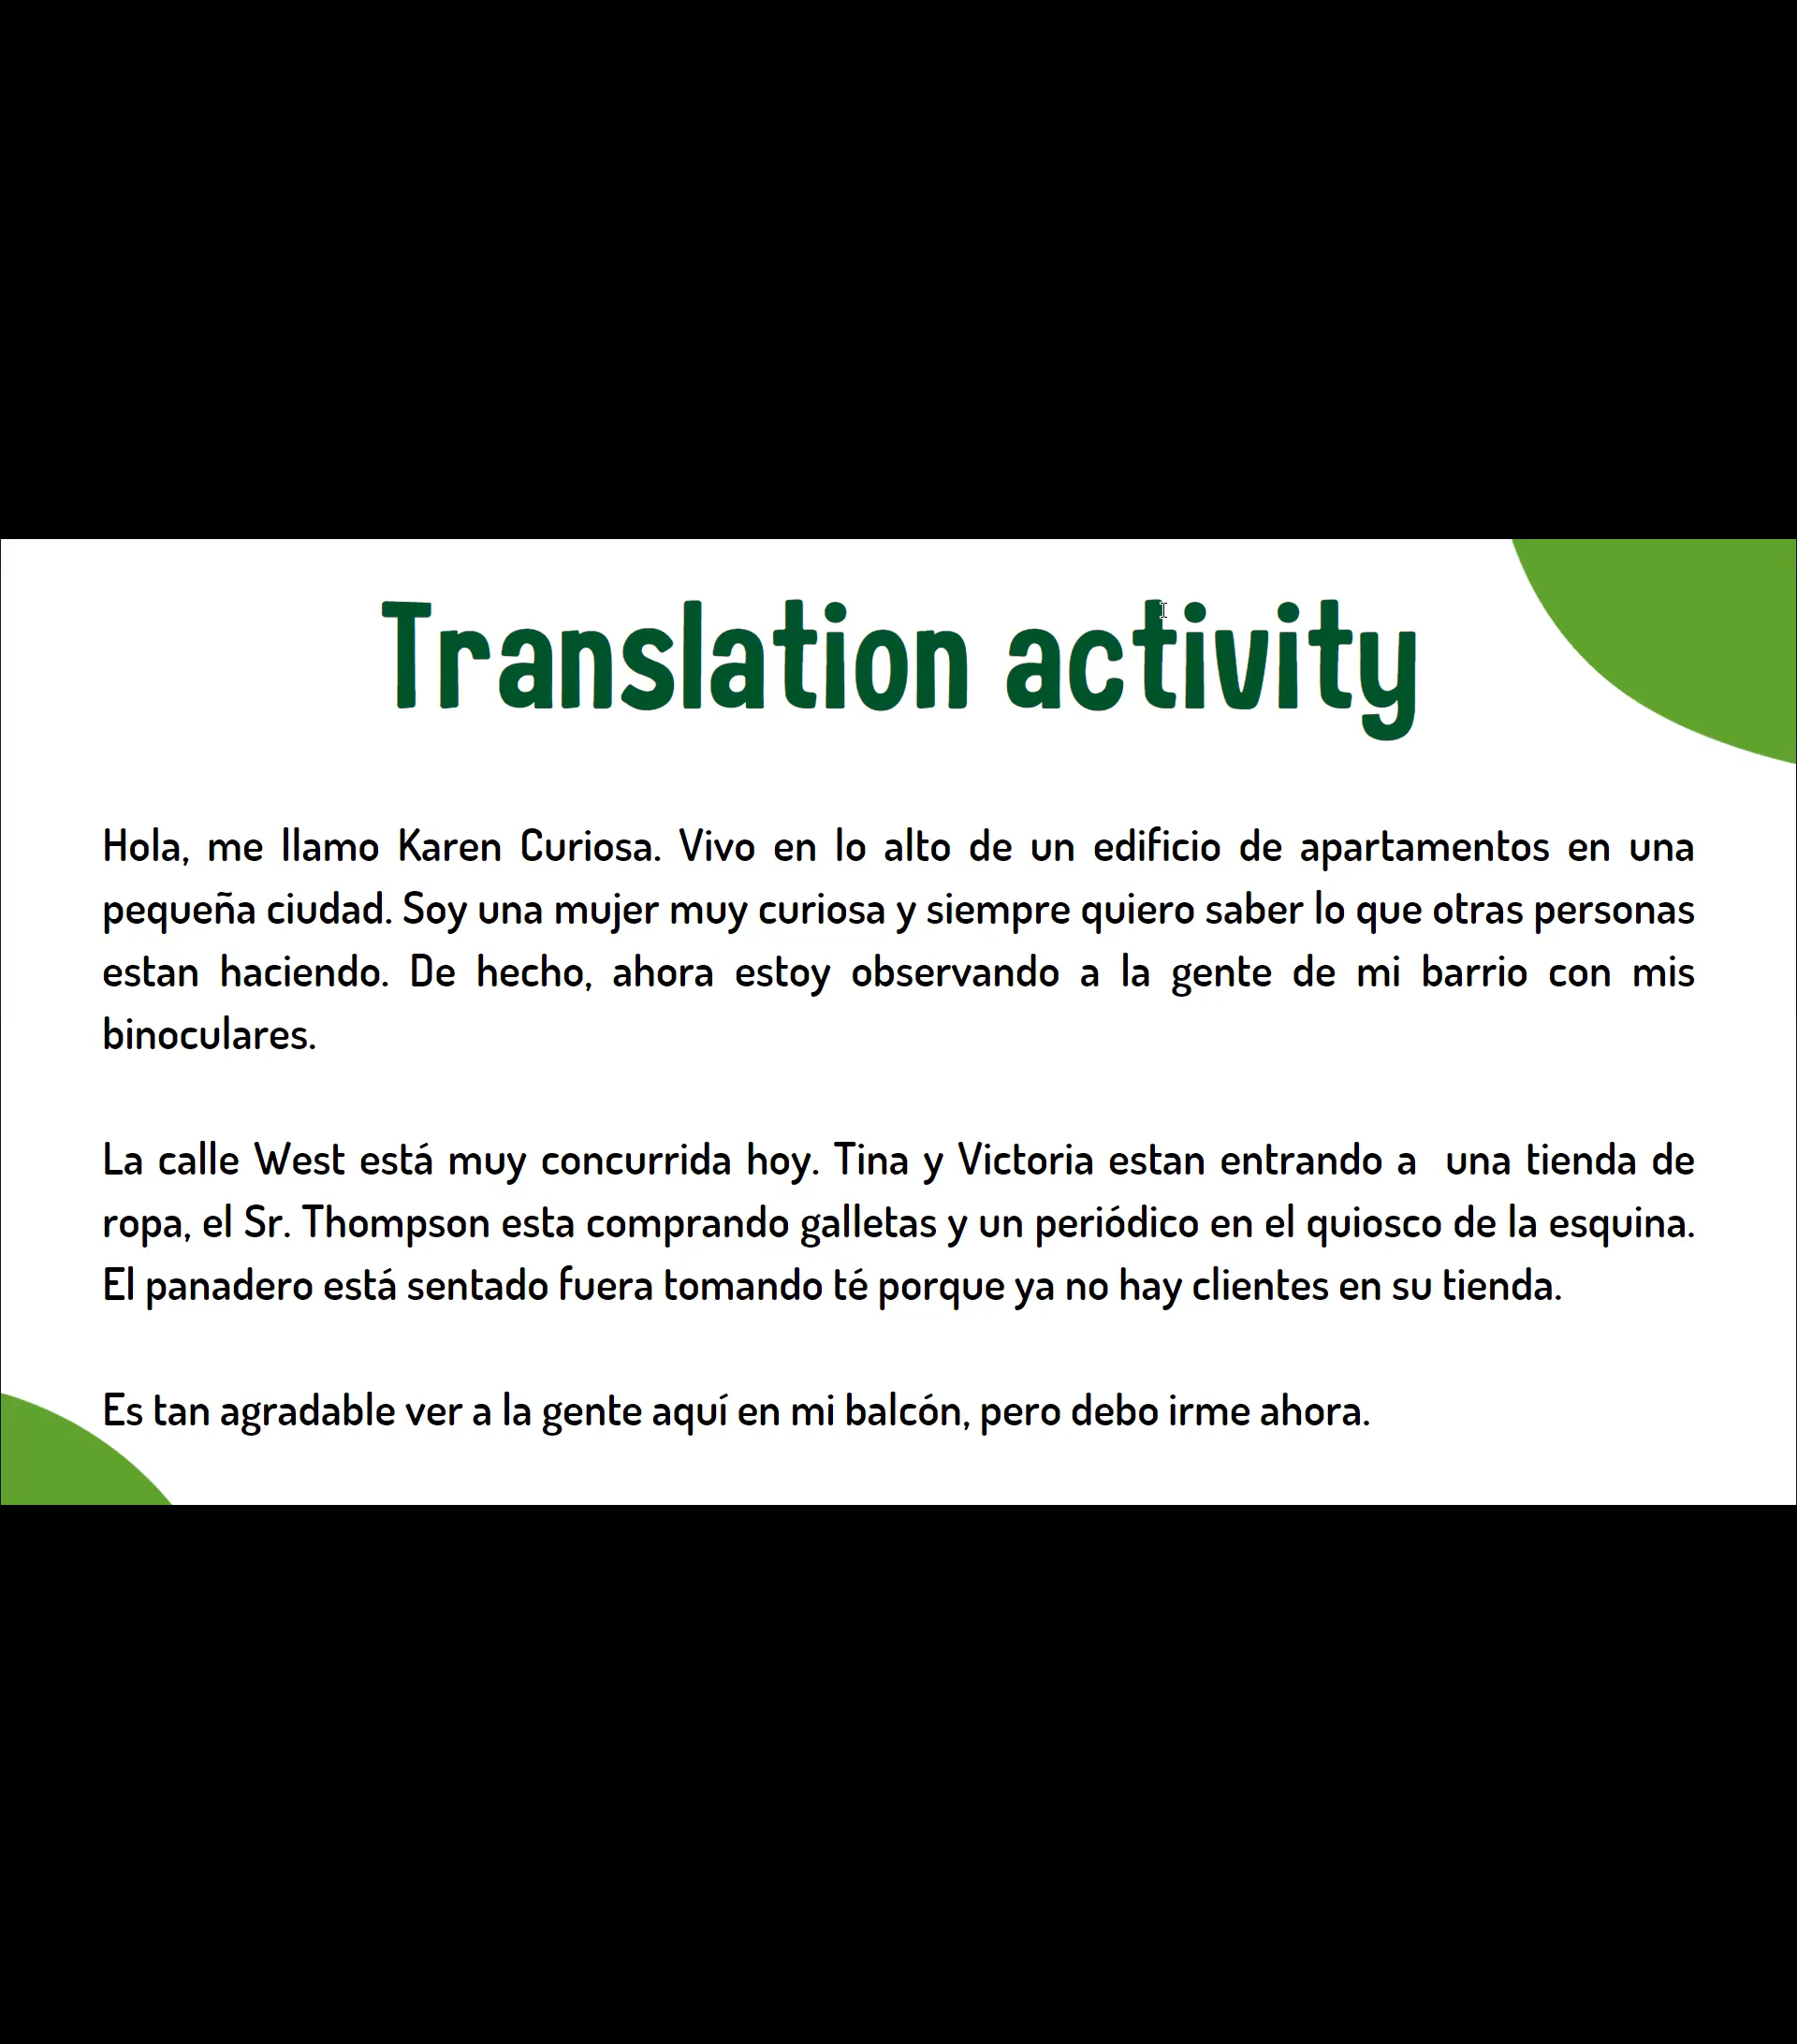 Translation activity
Hola, me llamo Karen Curiosa. Vivo en lo alto de un edificio de apartamentos en una
pequeña ciudad. Soy una mujer muy curiosa y siempre quiero saber lo que otras personas
estan haciendo. De hecho, ahora estoy observando a la gente de mi barrio con mis
binoculares.
La calle West está muy concurrida hoy. Tina y Victoria estan entrando a  una tienda de
ropa, el Sr. Thompson esta comprando galletas y un periódico en el quiosco de la esquina.
El panadero está sentado fuera tomando té porque ya no hay clientes en su tienda.
Es tan agradable ver a la gente aquí en mi balcón, pero debo irme ahora.